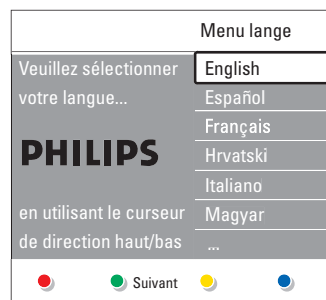 Menu lange
Veuillez sélectionner
votre langue...
PHILIPS
en utilisant le curseur
de direction haut/bas
English
Español
Français
Hrvatski
Italiano
Magyar
...
Suivant